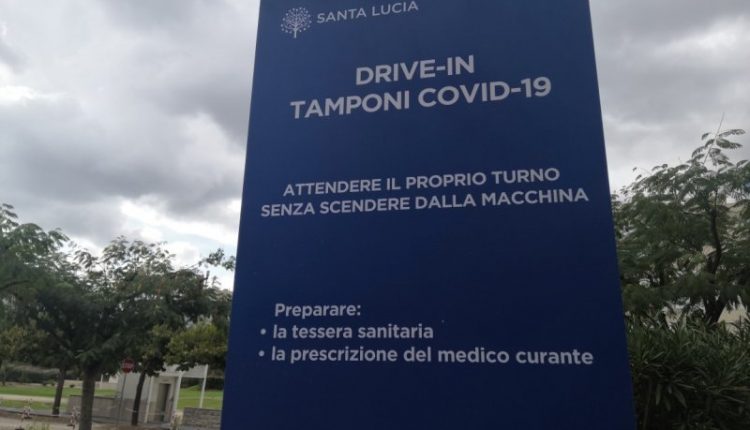 SANTA LUCIA
DRIVE-IN
TAMPONI COVID-19
ATTENDERE IL PROPRIO TURNO
SENZA SCENDERE DALLA MACCHINA
Preparare:
• la tessera sanitaria
• la prescrizione del medico curante